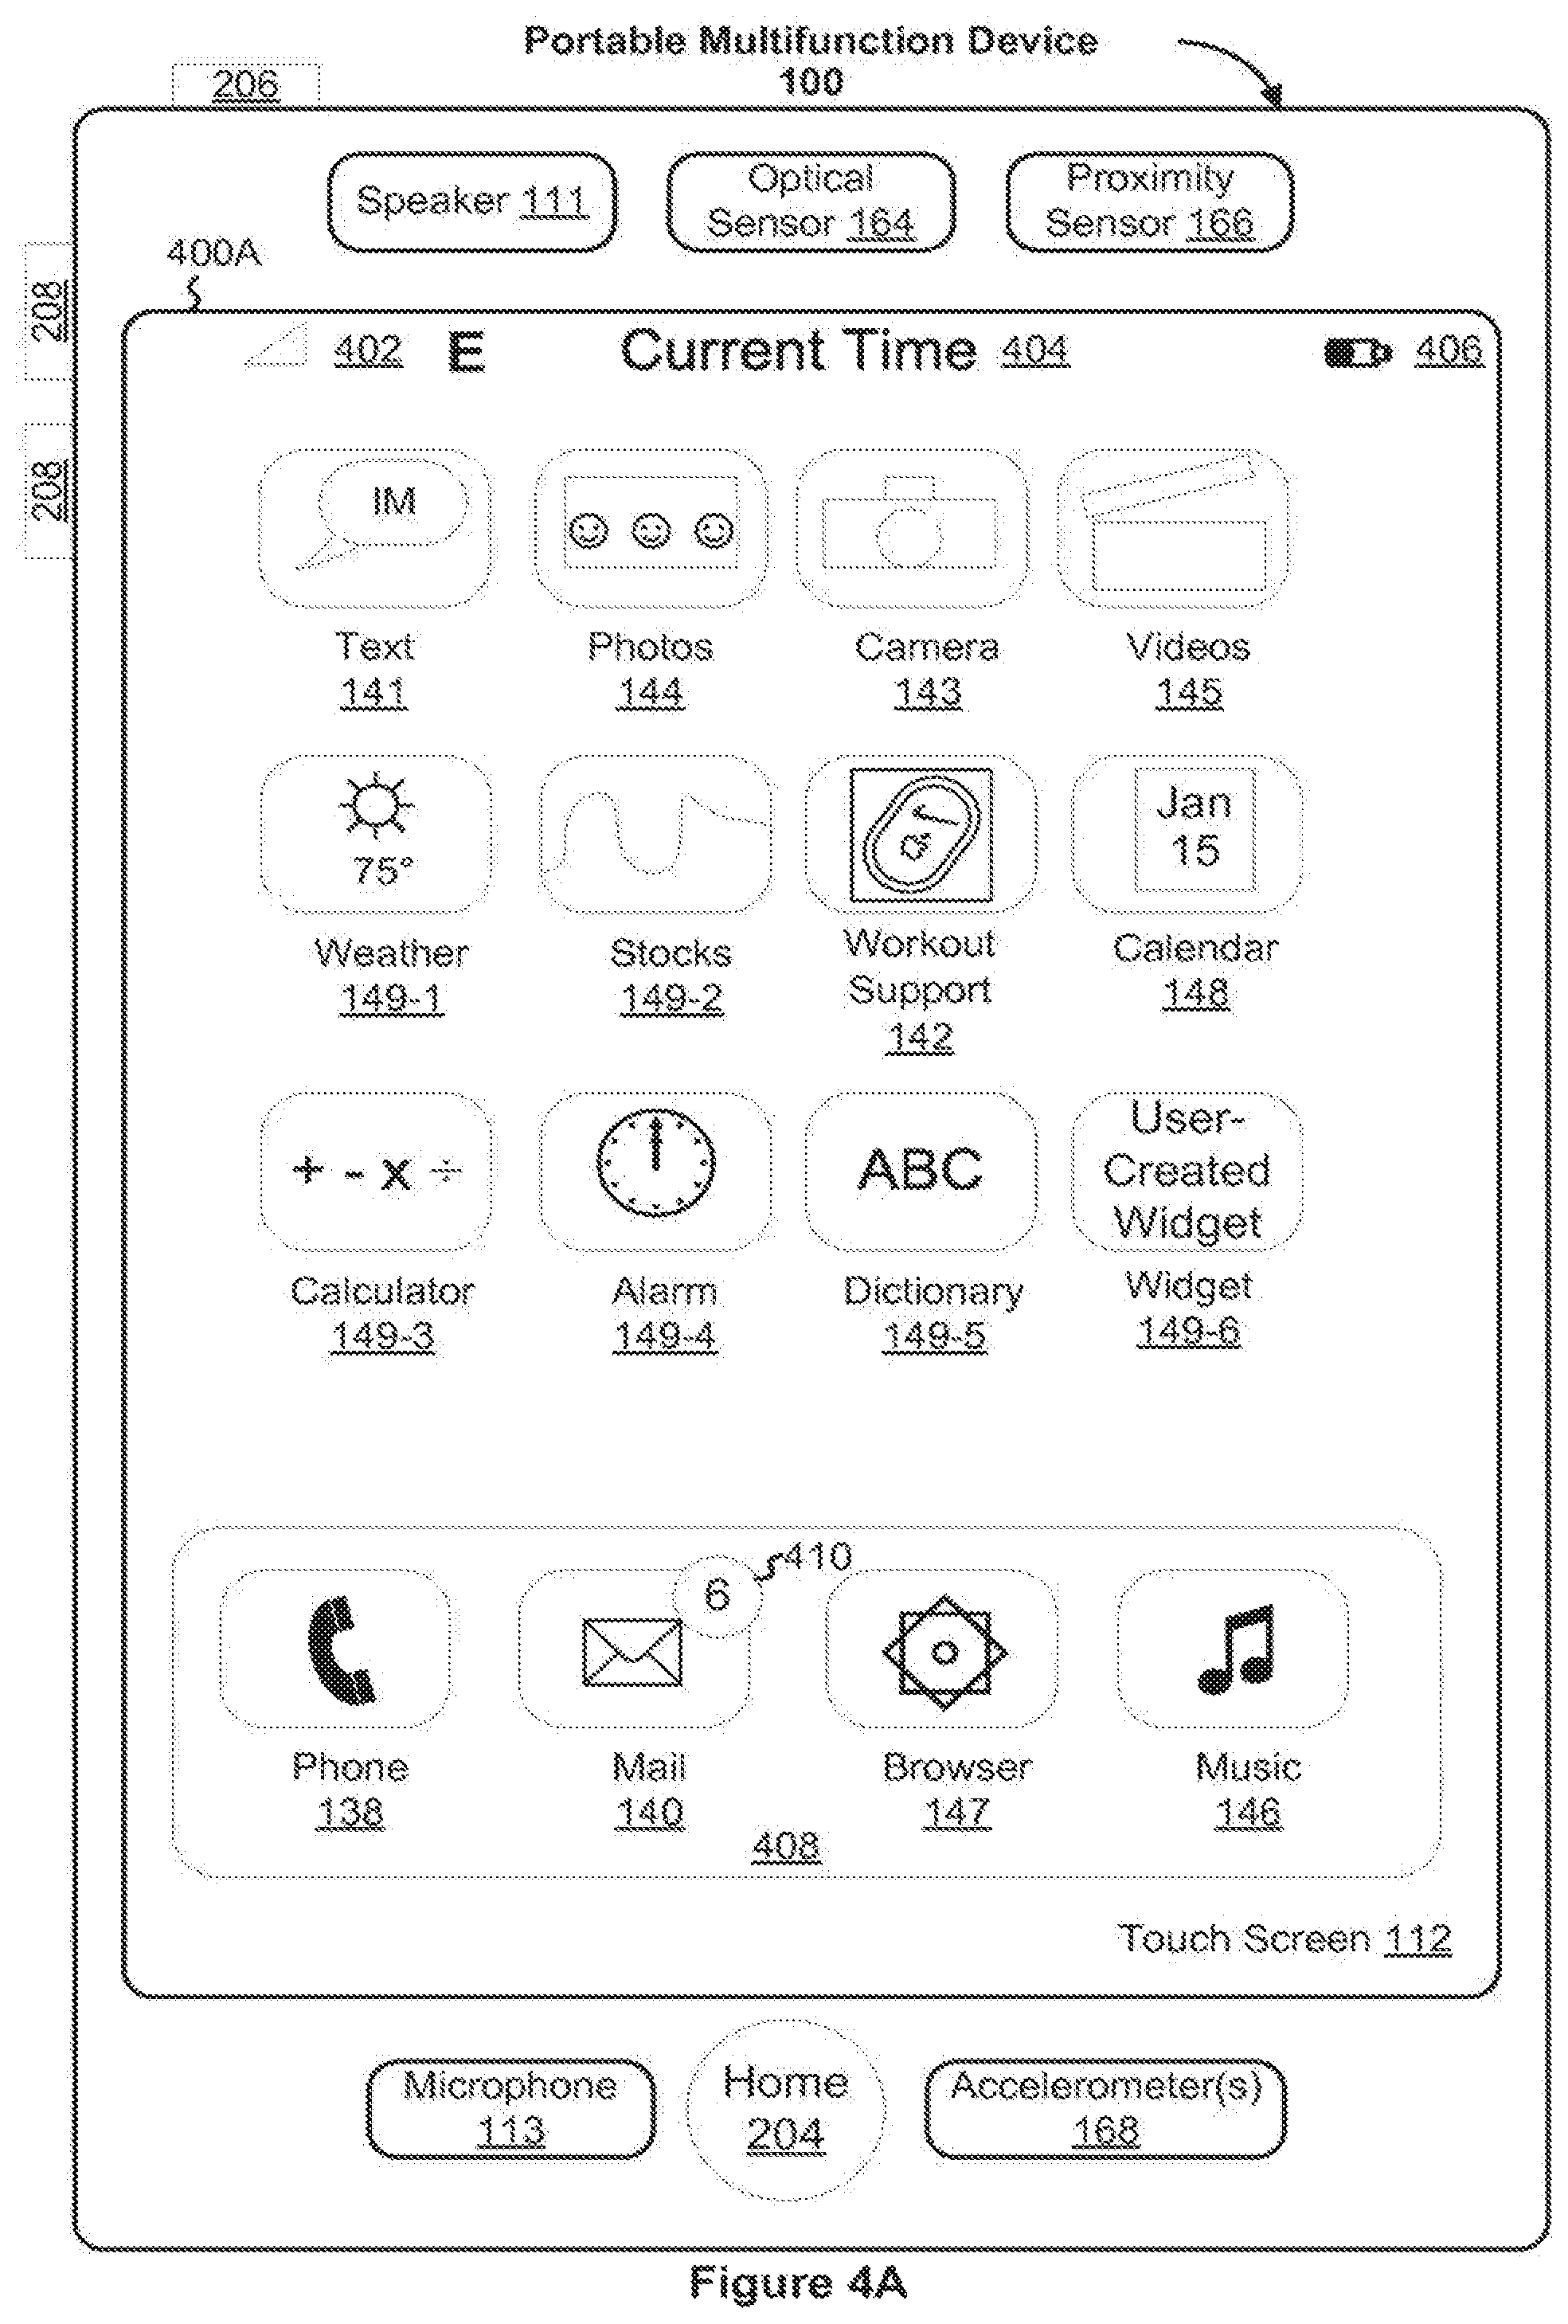 Portable Multifunction Device
100
206
Speaker 111
Optical
Sensor 164
Proximity
Sensor 166
400A
208
208
402 E Current Time 404 406
IM
Text
141
Photos
144
Camera
143
Videos
145
75°
Weather
149-1
Stocks
149-2
Workout
Support
142
Jan
15
Calendar
148
+ - x ÷
Calculator
149-3
Alarm
149-4
ABC
Dictionary
149-5
User-
Created
Widget
Widget
149-6
Phone
138
6
410
Mail
140
Browser
147
Music
146
408
Touch Screen 112
Microphone
113
Home
204
Accelerometer(s)
168
Figure 4A